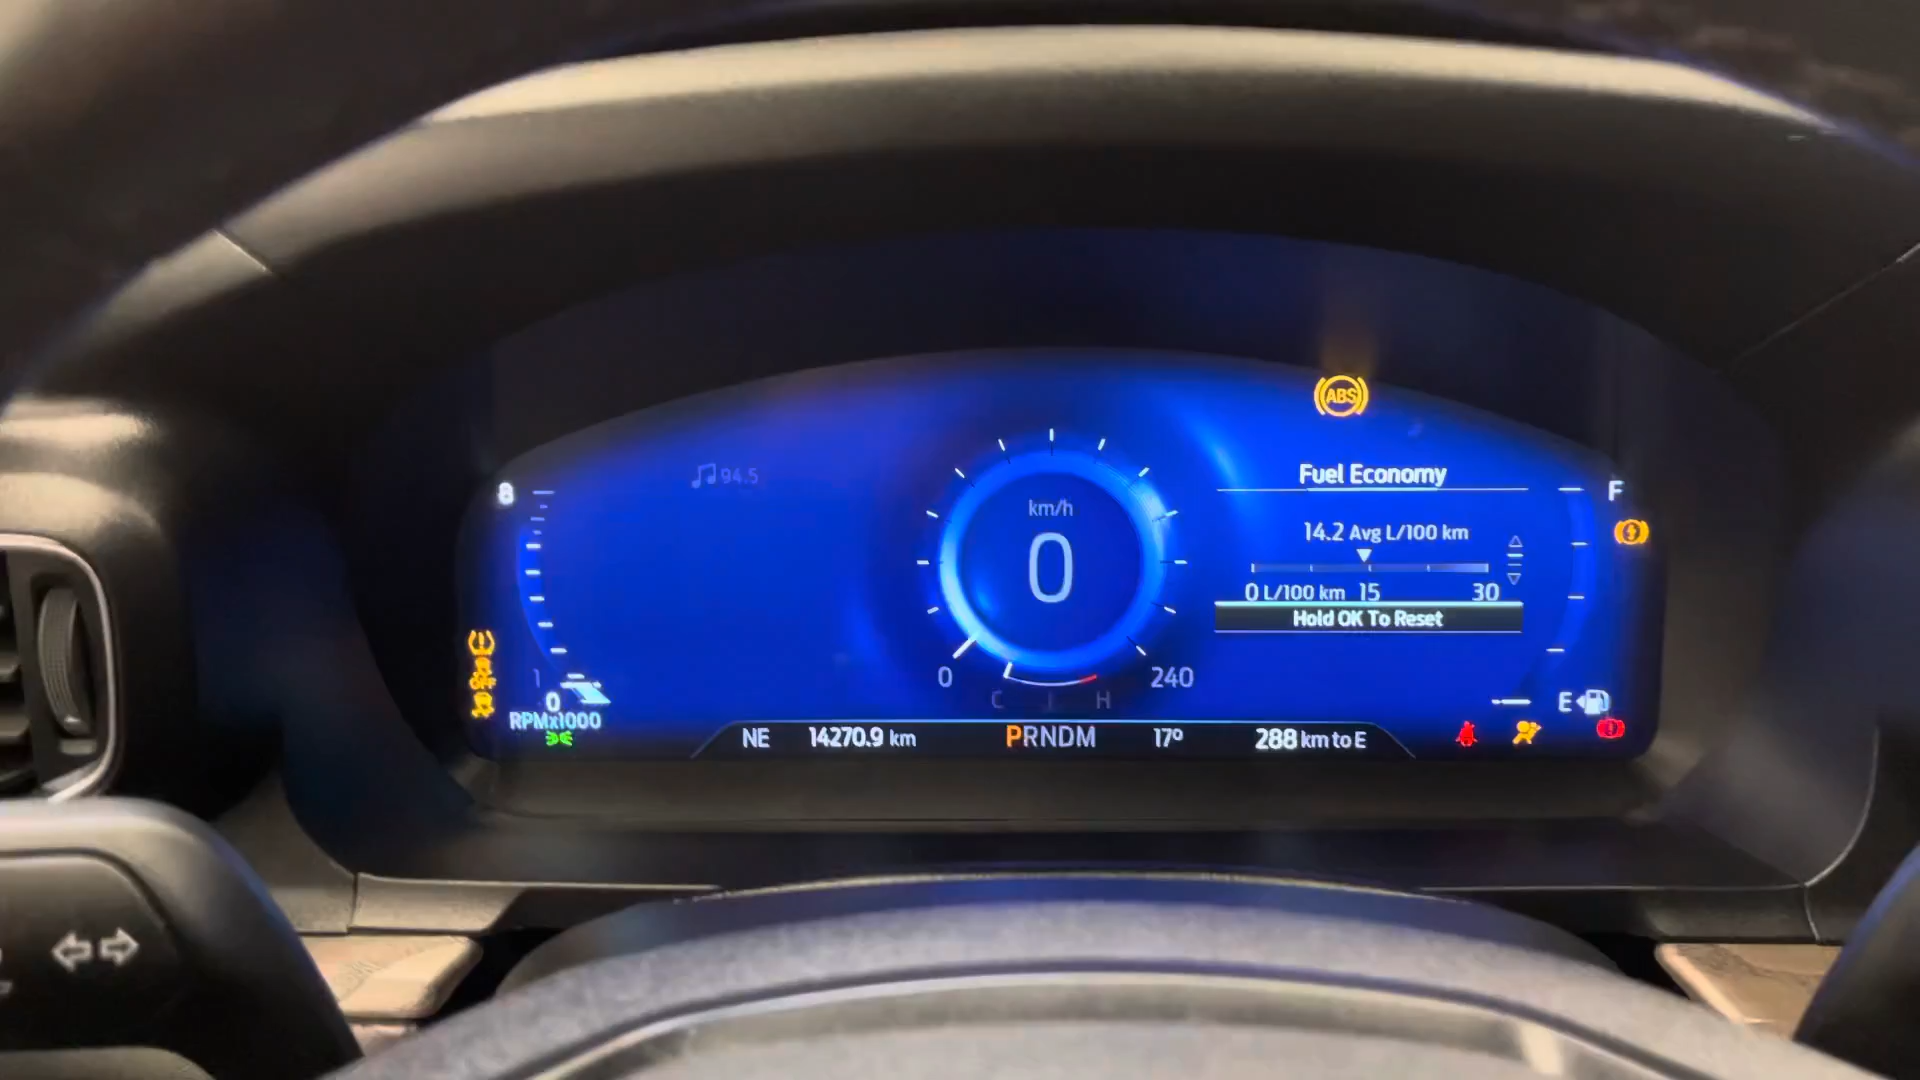 ABS
94.5
Fuel Economy
8
F
km/h
14.2 Avg L/100 km
0
0 L/100 km 15 30
Hold OK To Reset
OFF
1
0
0
240
C
H
E
RPMx1000
NE 14270.9 km PRNDM 17° 288 km to E